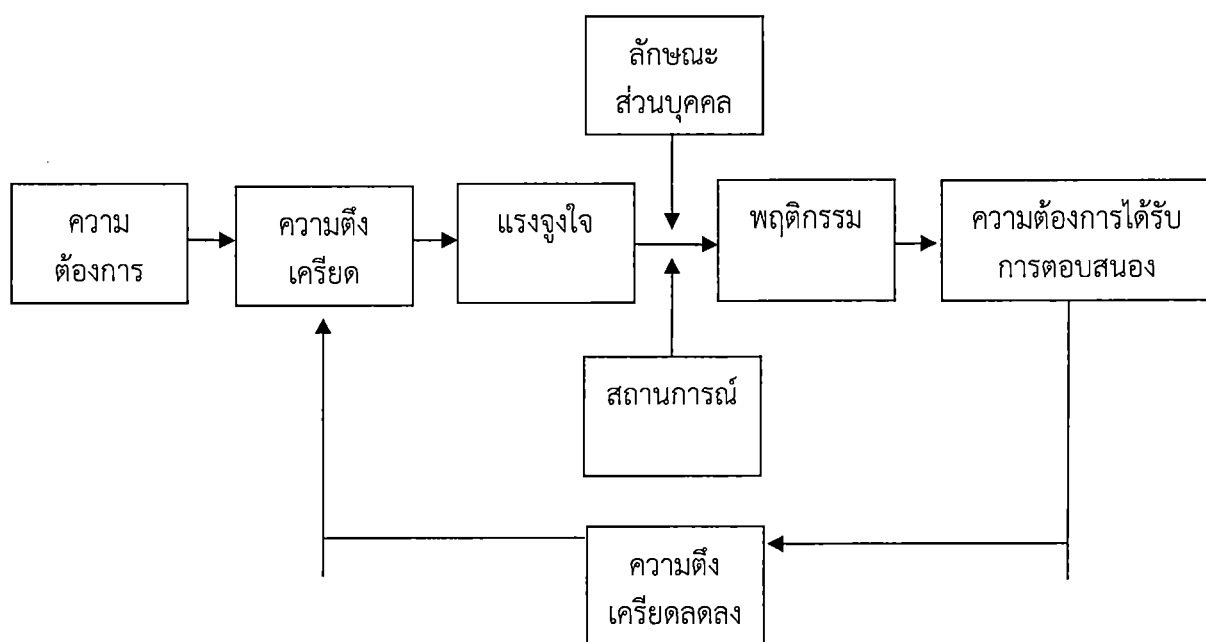 ลักษณะ
ส่วนบุคคล
ความ
ต้องการ
ความตึง
เครียด
แรงจูงใจ
พฤติกรรม
ความต้องการได้รับ
การตอบสนอง
สถานการณ์
ความตึง
เครียดลดลง